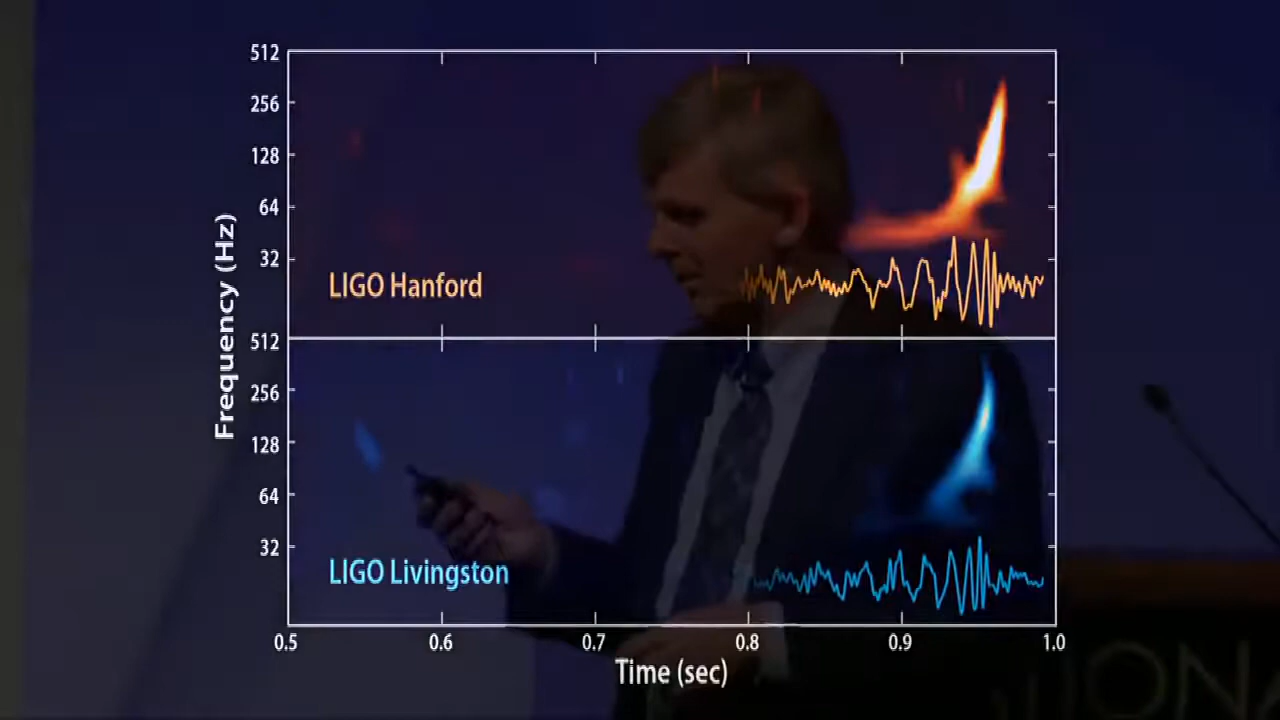 512
256
128
64
32
LIGO Hanford
512
256
128
64
32
LIGO Livingston
Frequency (Hz)
0.5 0.6 0.7 0.8 0.9 1.0
Time (sec)